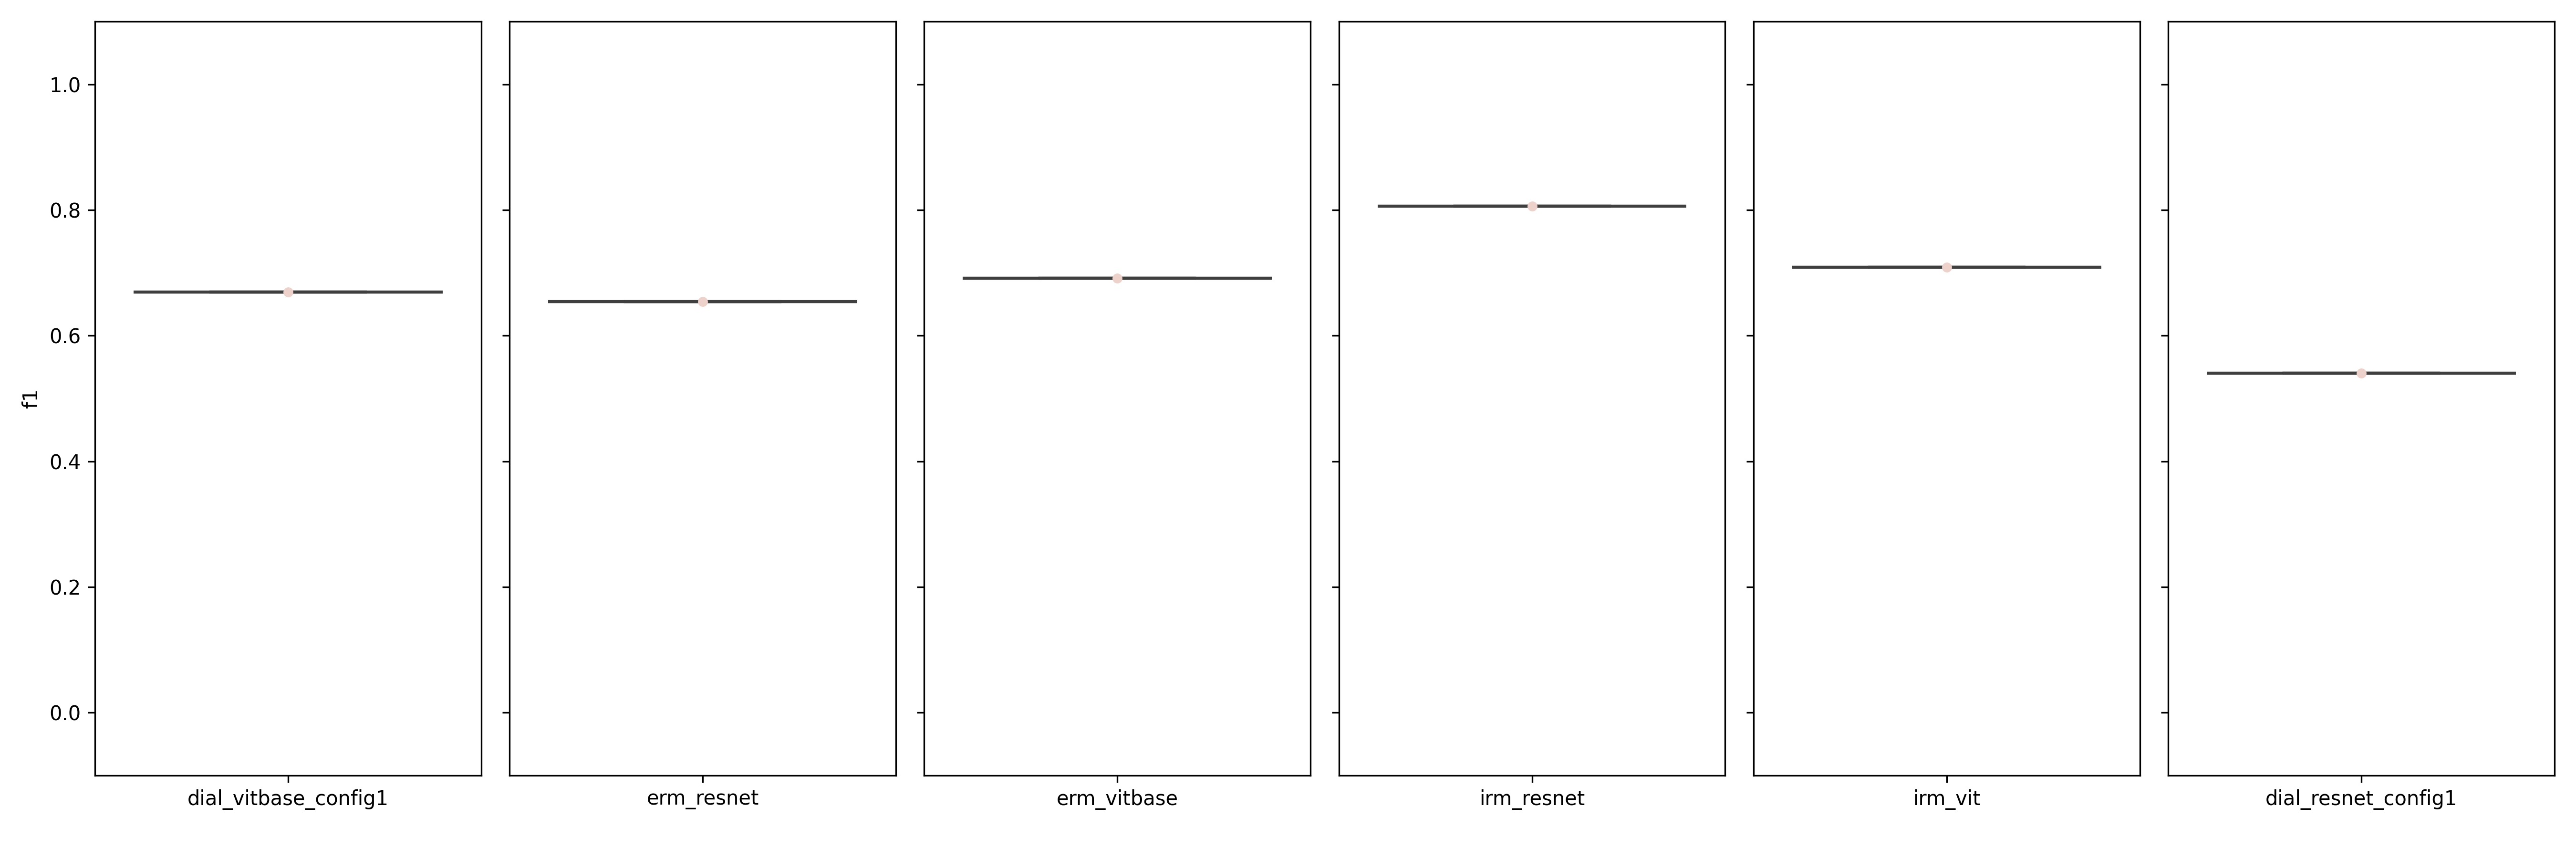 1.0
0.8
0.6
0.4
0.2
0.0
f1
dial_vitbase_config1
erm_resnet
erm_vitbase
irm_resnet
irm_vit
dial_resnet_config1